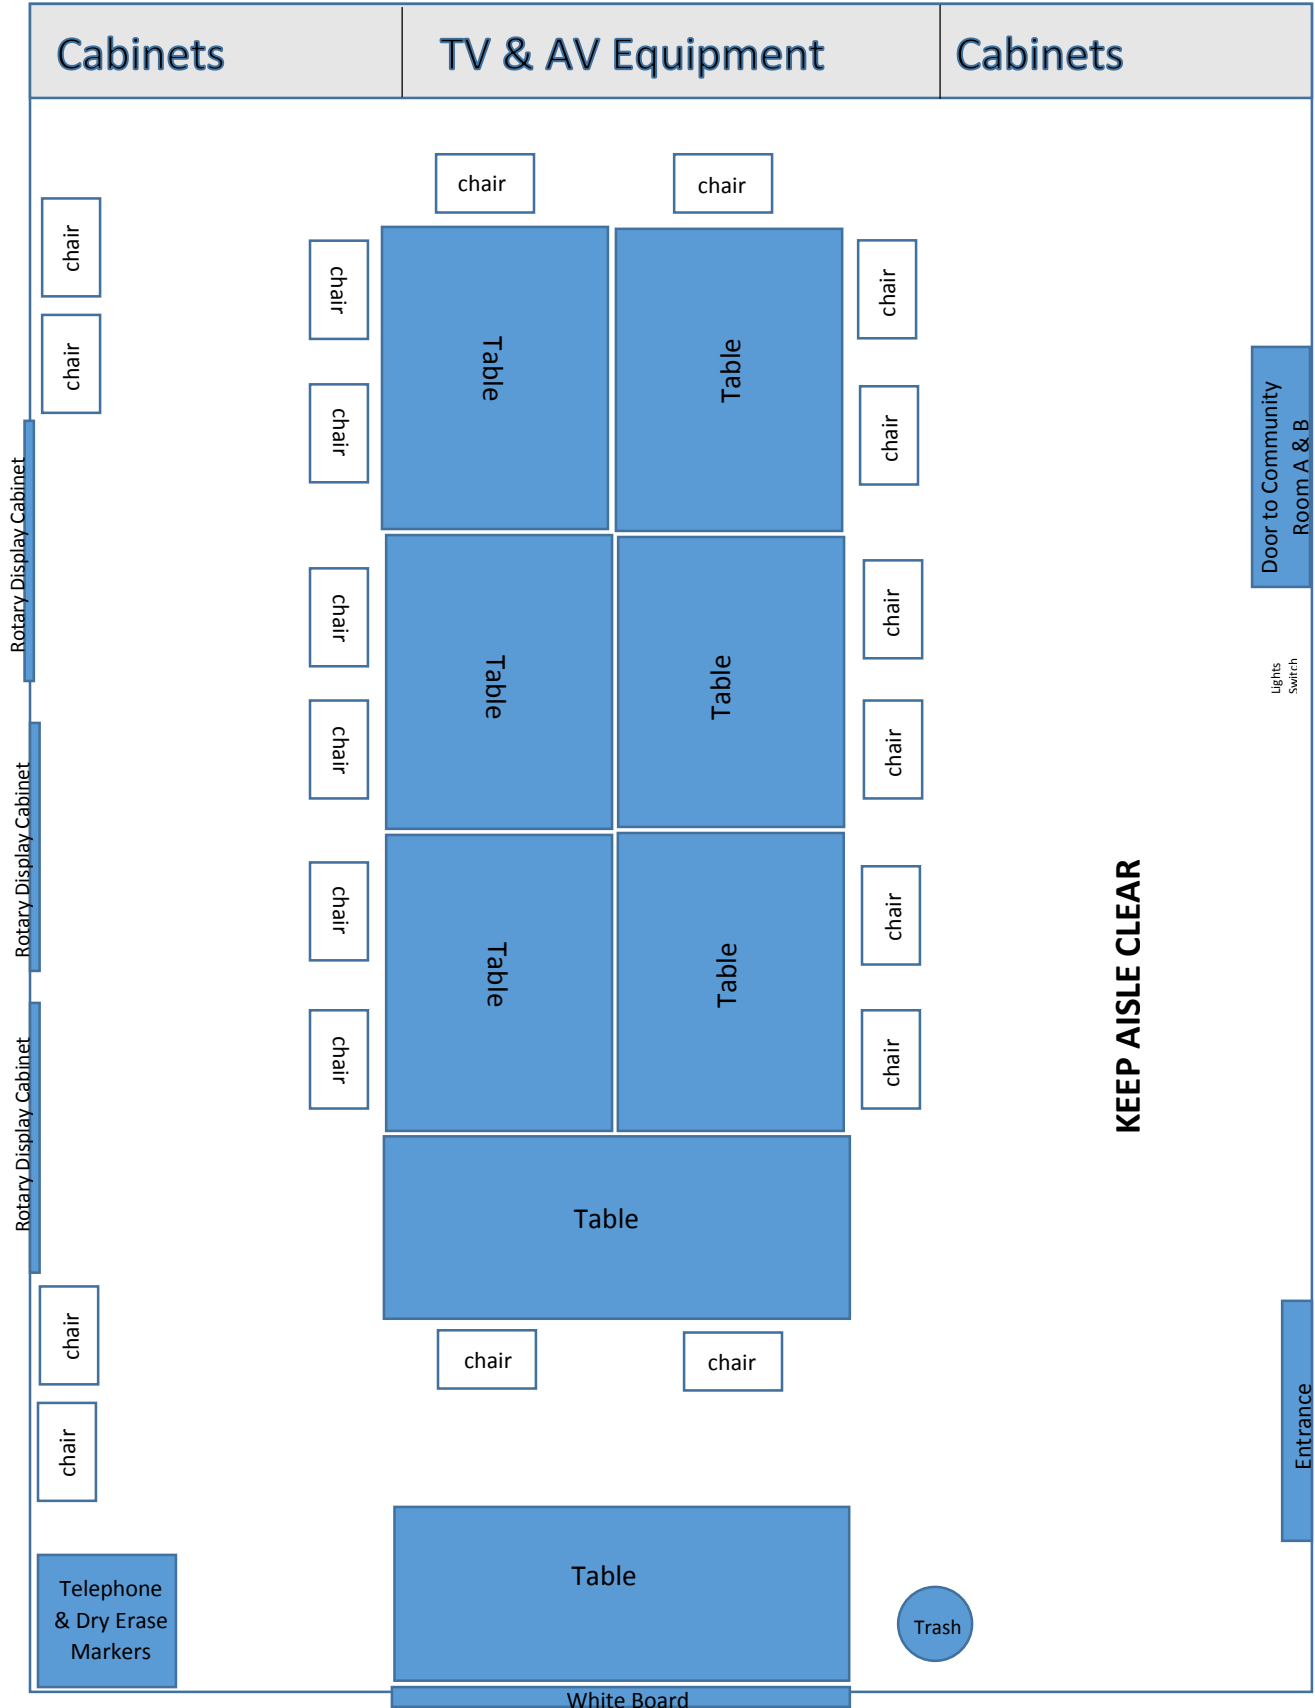 Cabinets
TV & AV Equipment
Cabinets
chair
chair
chair
chair
chair
chair
Table
Table
chair
chair
chair
chair
Rotary Display Cabinet
Door to Community
Room A & B
chair
chair
Table
Table
chair
chair
Lights
Switch
Rotary Display Cabinet
chair
chair
Table
Table
chair
chair
KEEP AISLE CLEAR
Rotary Display Cabinet
Table
chair
chair
chair
chair
Entrance
Table
Telephone
& Dry Erase
Markers
Trash
White Board